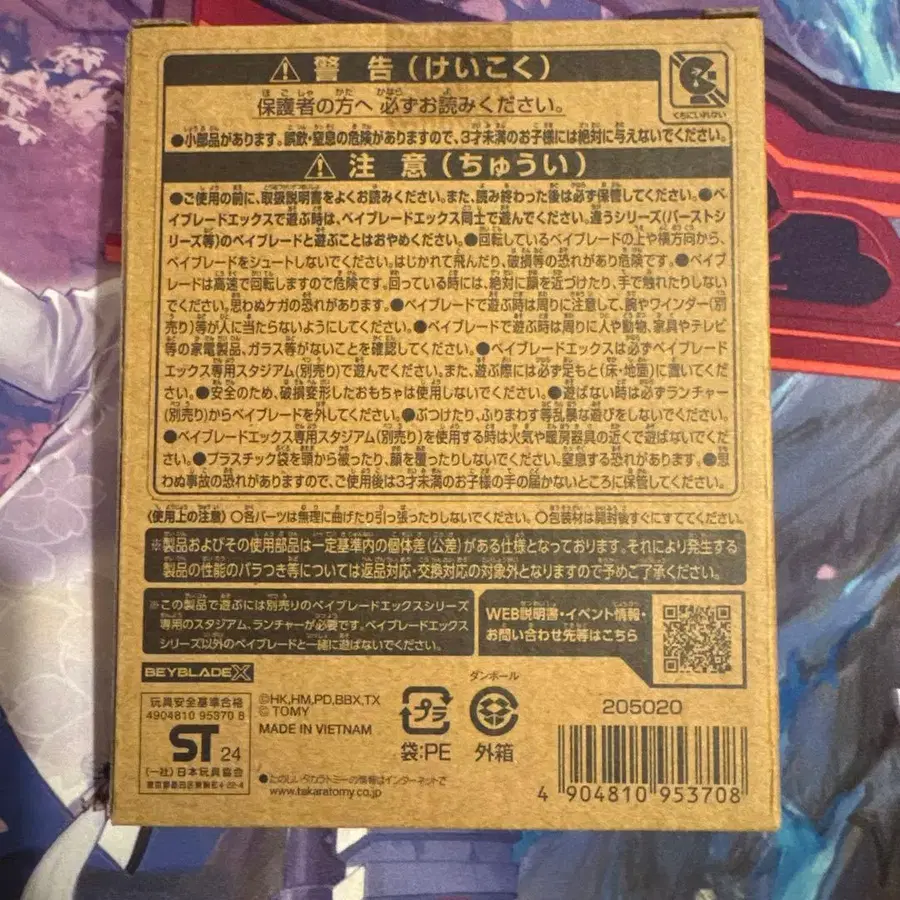 ⚠ 警告(けいこく)
保護者の方へ 必ずお読みください。
くちにいれない
●小部品があります。誤飲・窒息の危険がありますので、3才未満のお子様には絶対に与えないでください。
⚠ 注意(ちゅうい)
●ご使用の前に、取扱説明書をよくお読みください。また、読み終わった後は必ず保管してください。●ベ
イブレードエックスで遊ぶ時は、ベイブレードエックス同士で遊んでください。違うシリーズ(バーストシ
リーズ等)のベイブレードと遊ぶことはおやめください。●回転しているベイブレードの上や横方向から、
ベイブレードをシュートしないでください。はじかれて飛んだり、破損等の恐れがあり危険です。●ベイブ
レードは高速で回転しますので危険です。回っている時には、絶対に顔を近づけたり、手で触れたりしな
いでください。思わぬケガの恐れがあります。●ベイブレードで遊ぶ時は周りに注意して、腕やワインダー(別
売り)等が人に当たらないようにしてください。●ベイブレードで遊ぶ時は周りに人や動物、家具やテレビ
等の家電製品、ガラス等がないことを確認してください。●ベイブレードエックスは必ずベイブレード
エックス専用スタジアム(別売り)で遊んでください。また、遊ぶ際には必ず足もと(床・地面)に置いてくだ
さい。●安全のため、破損変形したおもちゃは使用しないでください。●遊ばない時は必ずランチャー
(別売り)からベイブレードを外してください。●ぶつけたり、ふりまわす等乱暴な遊びをしないでください。
●ベイブレードエックス専用スタジアム(別売り)を使用する時は火気や暖房器具の近くで遊ばないでくだ
さい。●プラスチック袋を頭から被ったり、顔を覆ったりしないでください。窒息する恐れがあります。●思
わぬ事故の恐れがありますので、ご使用後は3才未満のお子様の手の届かないところに保管してください。
〈使用上の注意〉○各パーツは無理に曲げたり引っ張ったりしないでください。○包装材は開封後すぐにすててください。
※製品およびその使用部品は一定基準内の個体差(公差)がある仕様となっております。それにより発生する
製品の性能のバラつき等については返品対応・交換対応の対象外となりますので予めご了承ください。
※この製品で遊ぶには別売りのベイブレードエックスシリーズ
専用のスタジアム、ランチャーが必要です。ベイブレードエックス
シリーズ以外のベイブレードと一緒に遊ばないでください。
WEB説明書・イベント情報・
お問い合わせ先等はこちら
BEYBLADE X
玩具安全基準合格
4904810 95370 8
ST 24
(一社)日本玩具協会
東京都墨田区東駒形4-22-4
©HK,HM,PD,BBX,TX
©TOMY
MADE IN VIETNAM
●たのしいタカラトミーの情報はインターネットで
www.takaratomy.co.jp
プラ
袋:PE
ダンボール
外箱
205020
4 904810 953708